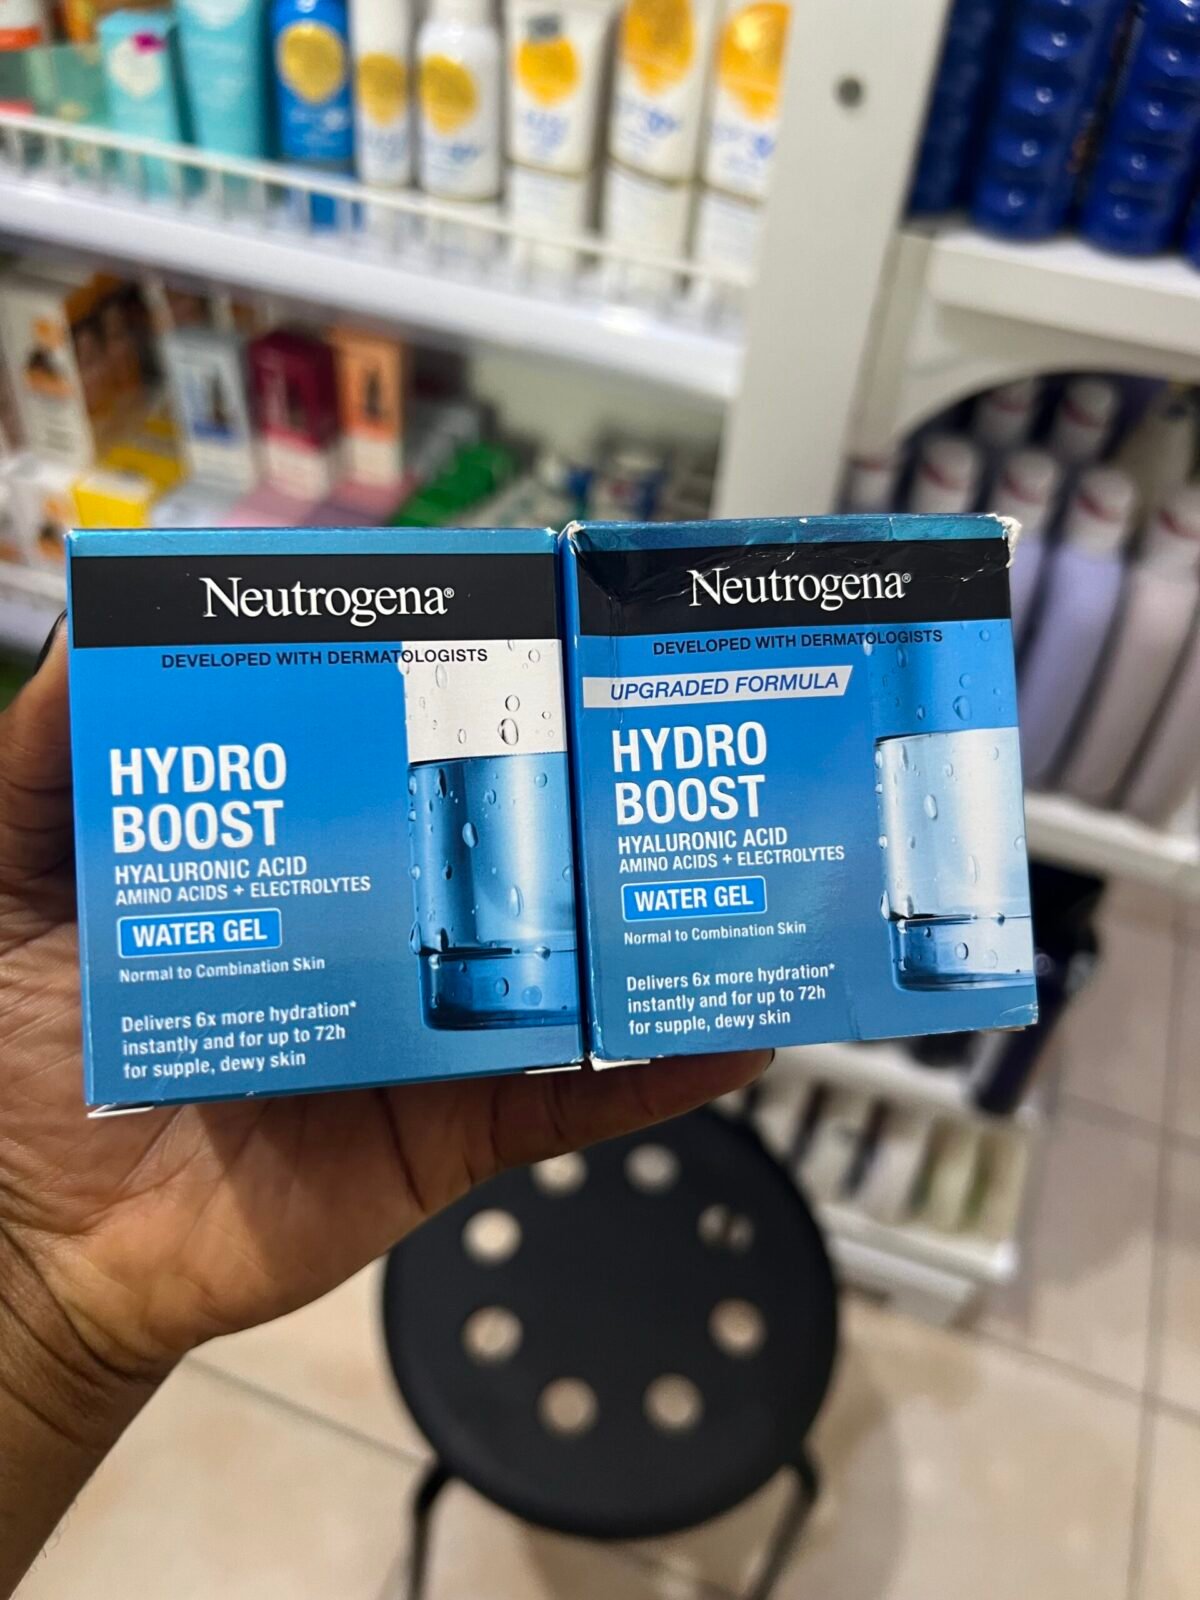 Neutrogena®
DEVELOPED WITH DERMATOLOGISTS
HYDRO
BOOST
HYALURONIC ACID
AMINO ACIDS + ELECTROLYTES
WATER GEL
Normal to Combination Skin
Delivers 6x more hydration*
instantly and for up to 72h
for supple, dewy skin
Neutrogena®
DEVELOPED WITH DERMATOLOGISTS
UPGRADED FORMULA
HYDRO
BOOST
HYALURONIC ACID
AMINO ACIDS + ELECTROLYTES
WATER GEL
Normal to Combination Skin
Delivers 6x more hydration*
instantly and for up to 72h
for supple, dewy skin